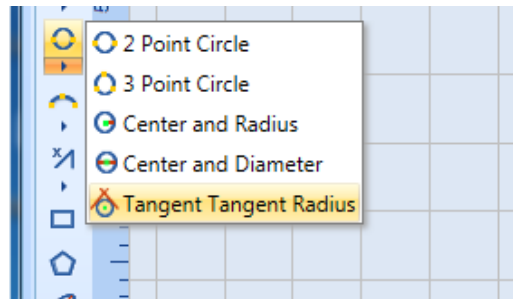 2 Point Circle
3 Point Circle
Center and Radius
Center and Diameter
Tangent Tangent Radius